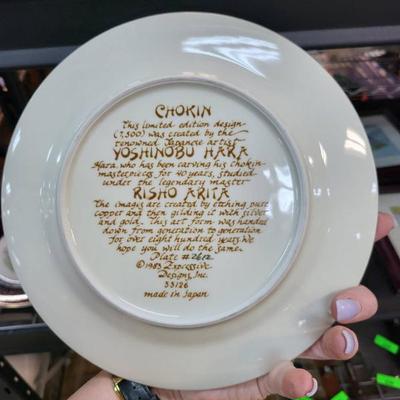 CHOKIN
This limited edition design
(7,500) was created by the
renowned Japanese artist
YOSHINOBU HARA
Hara, who has been carving his Chokin
masterpieces for 40 years, studied
under the legendary master
RISHO ARITA
The images are created by etching pure
copper and then gilding it with silver
and gold. This art form was handed
down from generation to generation
for over eight hundred years. We
hope you will do the same.
Plate #2612
©1983 Expressive
Designs, Inc.
33126
made in Japan